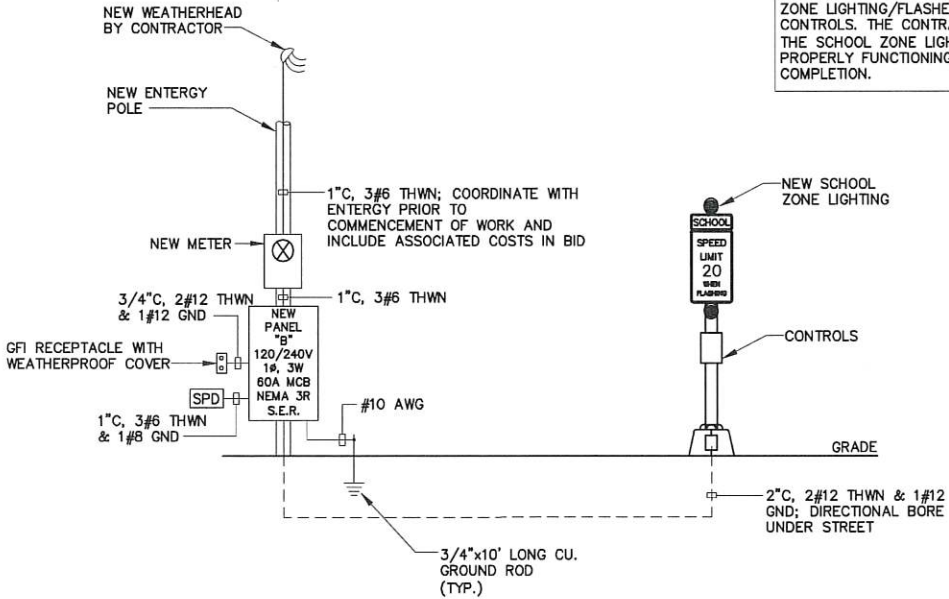 NEW WEATHERHEAD
BY CONTRACTOR
ZONE LIGHTING/FLASHE
CONTROLS. THE CONTRA
THE SCHOOL ZONE LIGH
PROPERLY FUNCTIONING
COMPLETION.
NEW ENTERGY
POLE
1"C, 3#6 THWN; COORDINATE WITH
ENTERGY PRIOR TO
COMMENCEMENT OF WORK AND
INCLUDE ASSOCIATED COSTS IN BID
NEW METER
1"C, 3#6 THWN
3/4"C, 2#12 THWN
& 1#12 GND
GFI RECEPTACLE WITH
WEATHERPROOF COVER
NEW
PANEL
"B"
120/240V
1ø, 3W
60A MCB
NEMA 3R
S.E.R.
SPD
1"C, 3#6 THWN
& 1#8 GND
#10 AWG
3/4"x10' LONG CU.
GROUND ROD
(TYP.)
NEW SCHOOL
ZONE LIGHTING
SCHOOL
SPEED
LIMIT
20
WHEN
FLASHING
CONTROLS
GRADE
2"C, 2#12 THWN & 1#12
GND; DIRECTIONAL BORE
UNDER STREET